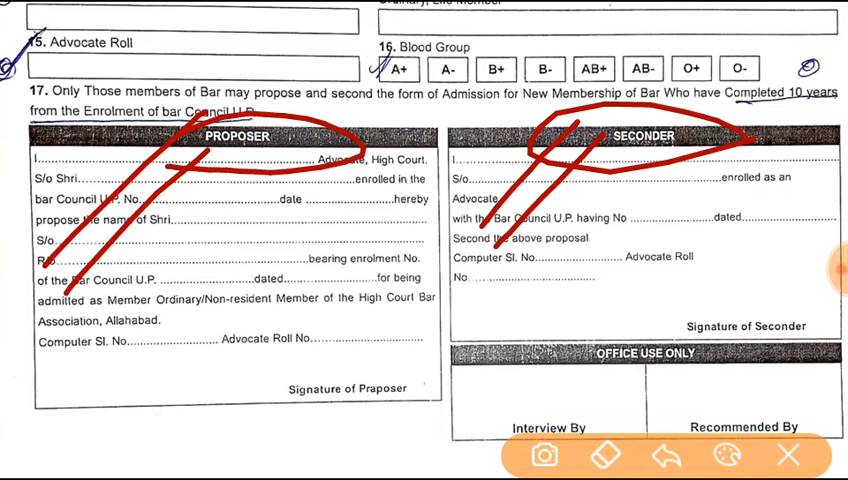 Ordinary, Life Member
15. Advocate Roll
16. Blood Group
A+ A- B+ B- AB+ AB- O+ O-
17. Only Those members of Bar may propose and second the form of Admission for New Membership of Bar Who have Completed 10 years
from the Enrolment of bar Council U.P.
PROPOSER
I............ Advocate, High Court.
S/o Shri............enrolled in the
bar Council U.P. No............ date ............hereby
propose the name of Shri............
S/o............
R/o............bearing enrolment No.
of the Bar Council U.P. ............dated............for being
admitted as Member Ordinary/Non-resident Member of the High Court Bar
Association, Allahabad.
Computer Sl. No............ Advocate Roll No............
Signature of Praposer
SECONDER
I............
S/o............enrolled as an
Advocate
with the Bar Council U.P. having No ............dated............
Second the above proposal
Computer Sl. No............ Advocate Roll
No............
Signature of Seconder
OFFICE USE ONLY
Interview By
Recommended By